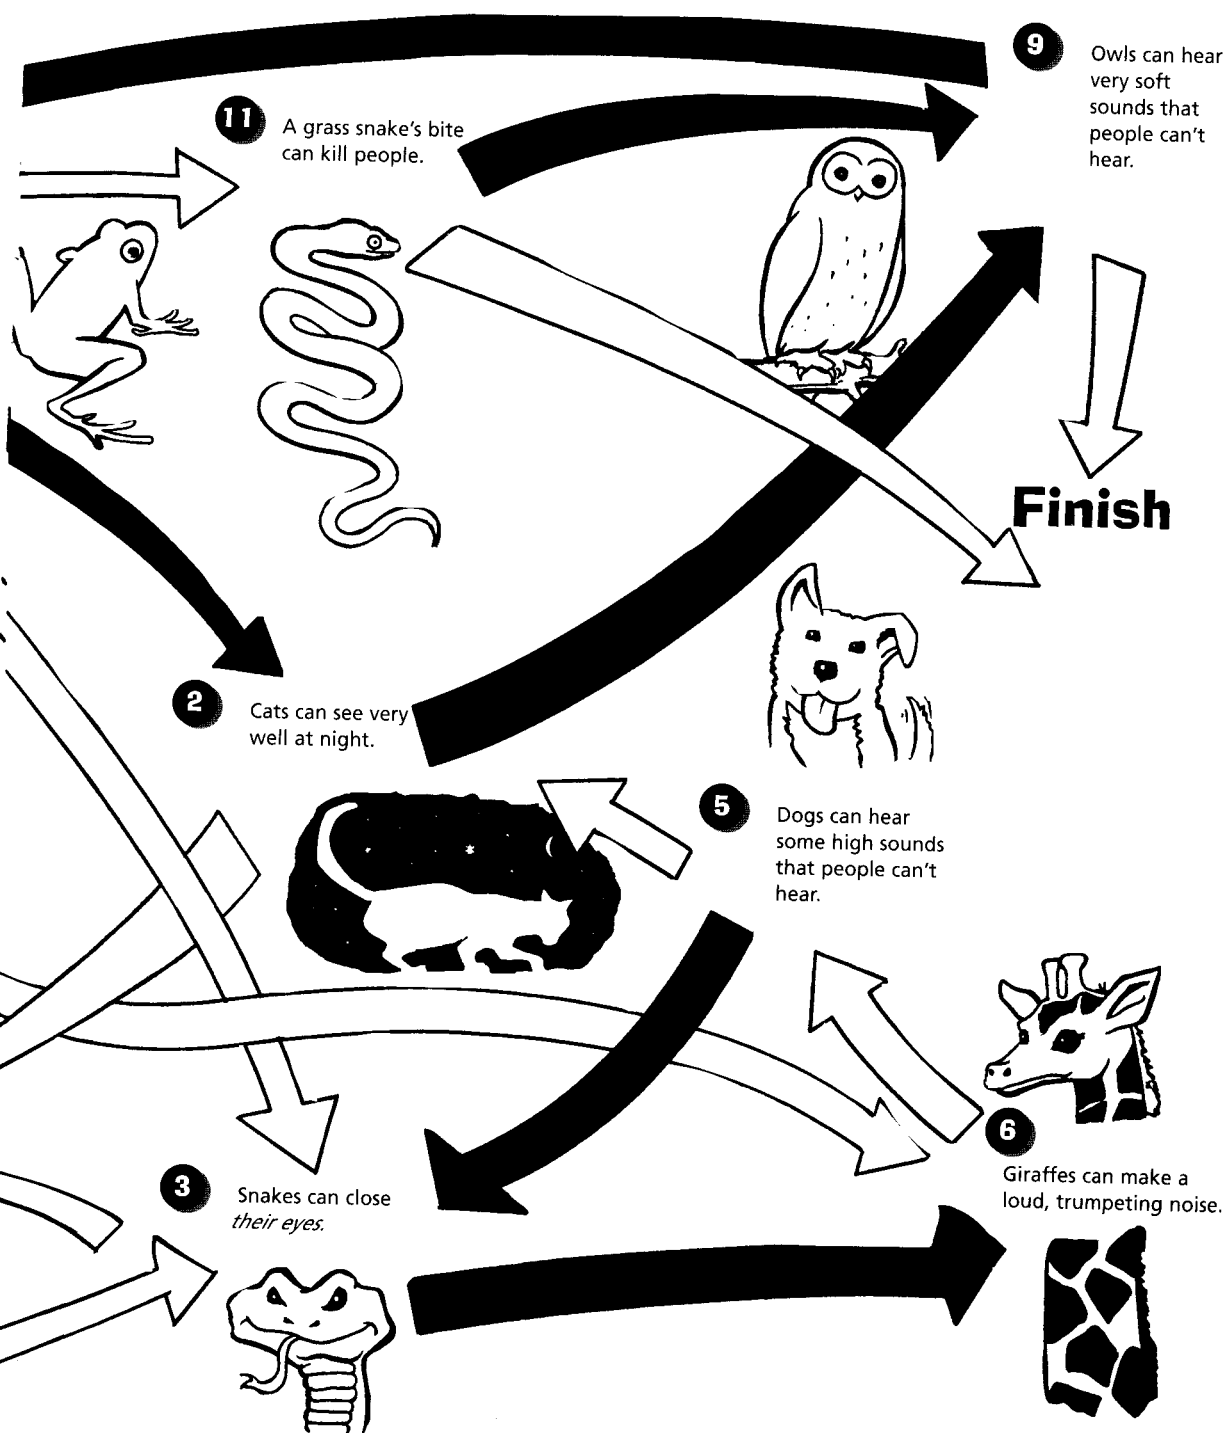 9
Owls can hear
very soft
sounds that
people can't
hear.
11
A grass snake's bite
can kill people.
Finish
2
Cats can see very
well at night.
5
Dogs can hear
some high sounds
that people can't
hear.
6
Giraffes can make a
loud, trumpeting noise.
3
Snakes can close
their eyes.